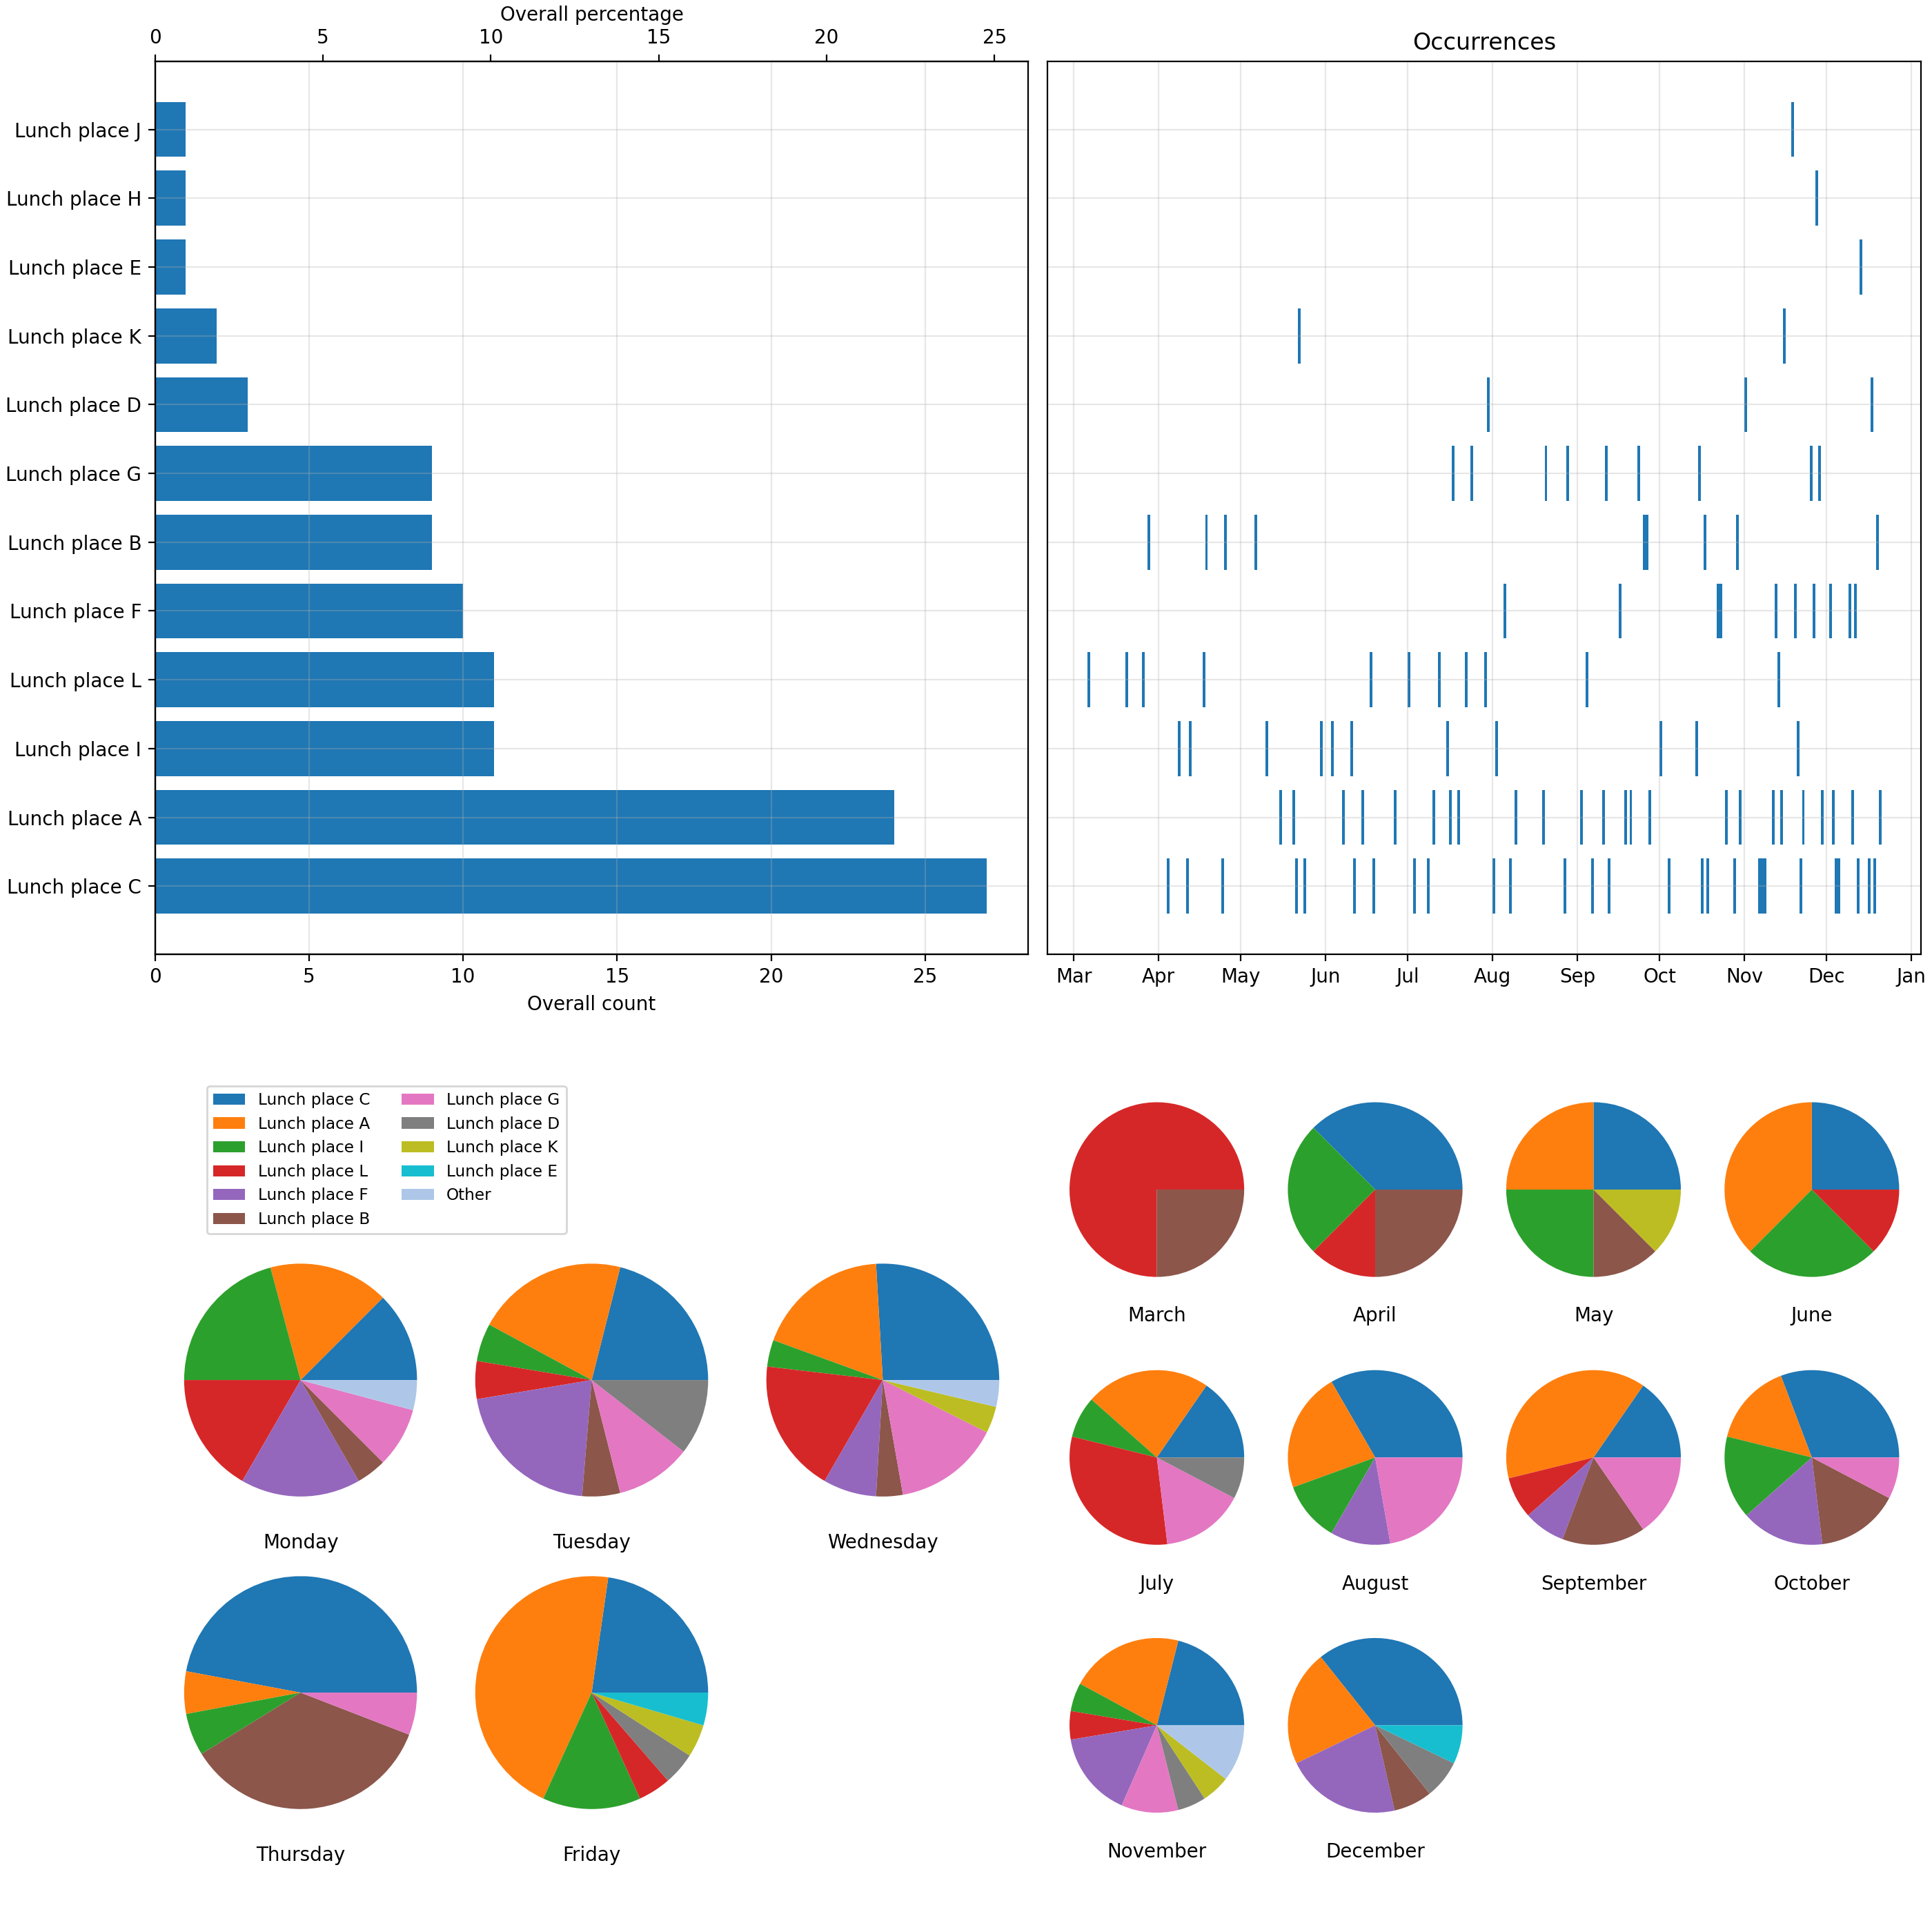 Overall percentage
0 5 10 15 20 25
Occurrences
Lunch place J
Lunch place H
Lunch place E
Lunch place K
Lunch place D
Lunch place G
Lunch place B
Lunch place F
Lunch place L
Lunch place I
Lunch place A
Lunch place C
0 5 10 15 20 25
Overall count
Mar Apr May Jun Jul Aug Sep Oct Nov Dec Jan
Lunch place C
Lunch place A
Lunch place I
Lunch place L
Lunch place F
Lunch place B
Lunch place G
Lunch place D
Lunch place K
Lunch place E
Other
Monday Tuesday Wednesday
Thursday Friday
March April May June
July August September October
November December